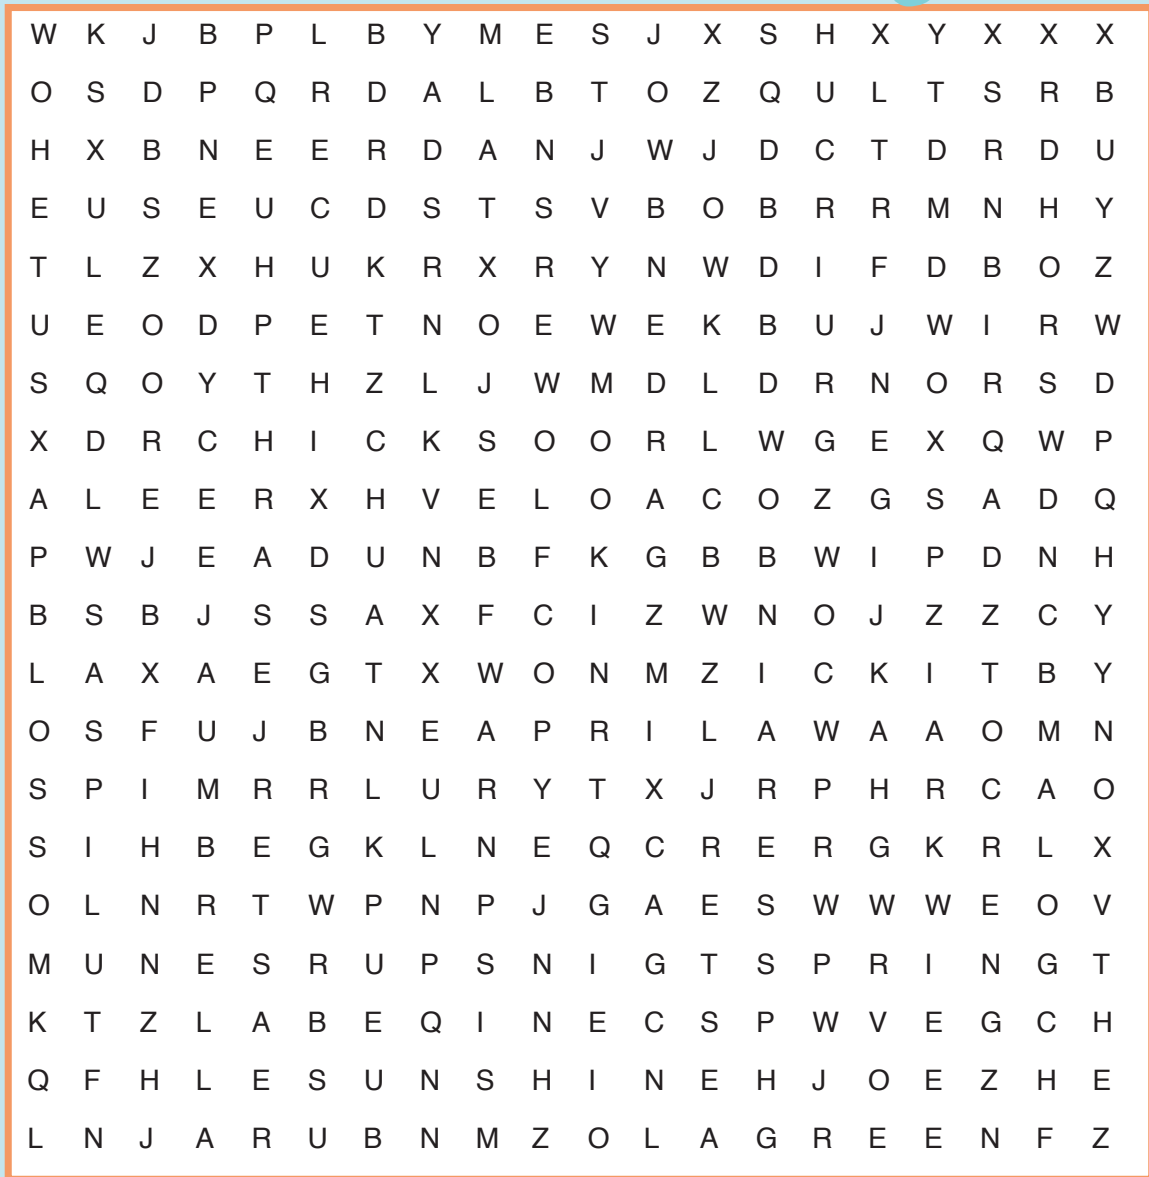 W K J B P L B Y M E S J X S H X Y X X X
O S D P Q R D A L B T O Z Q U L T S R B
H X B N E E R D A N J W J D C T D R D U
E U S E U C D S T S V B O B R R M N H Y
T L Z X H U K R X R Y N W D I F D B O Z
U E O D P E T N O E W E K B U J W I R W
S Q O Y T H Z L J W M D L D R N O R S D
X D R C H I C K S O O R L W G E X Q W P
A L E E R X H V E L O A C O Z G S A D Q
P W J E A D U N B F K G B B W I P D N H
B S B J S S A X F C I Z W N O J Z Z C Y
L A X A E G T X W O N M Z I C K I T B Y
O S F U J B N E A P R I L A W A A O M N
S P I M R R L U R Y T X J R P H R C A O
S I H B E G K L N E Q C R E R G K R L X
O L N R T W P N P J G A E S W W W E O V
M U N E S R U P S N I G T S P R I N G T
K T Z L A B E Q I N E C S P W V E G C H
Q F H L E S U N S H I N E H J O E Z H E
L N J A R U B N M Z O L A G R E E N F Z